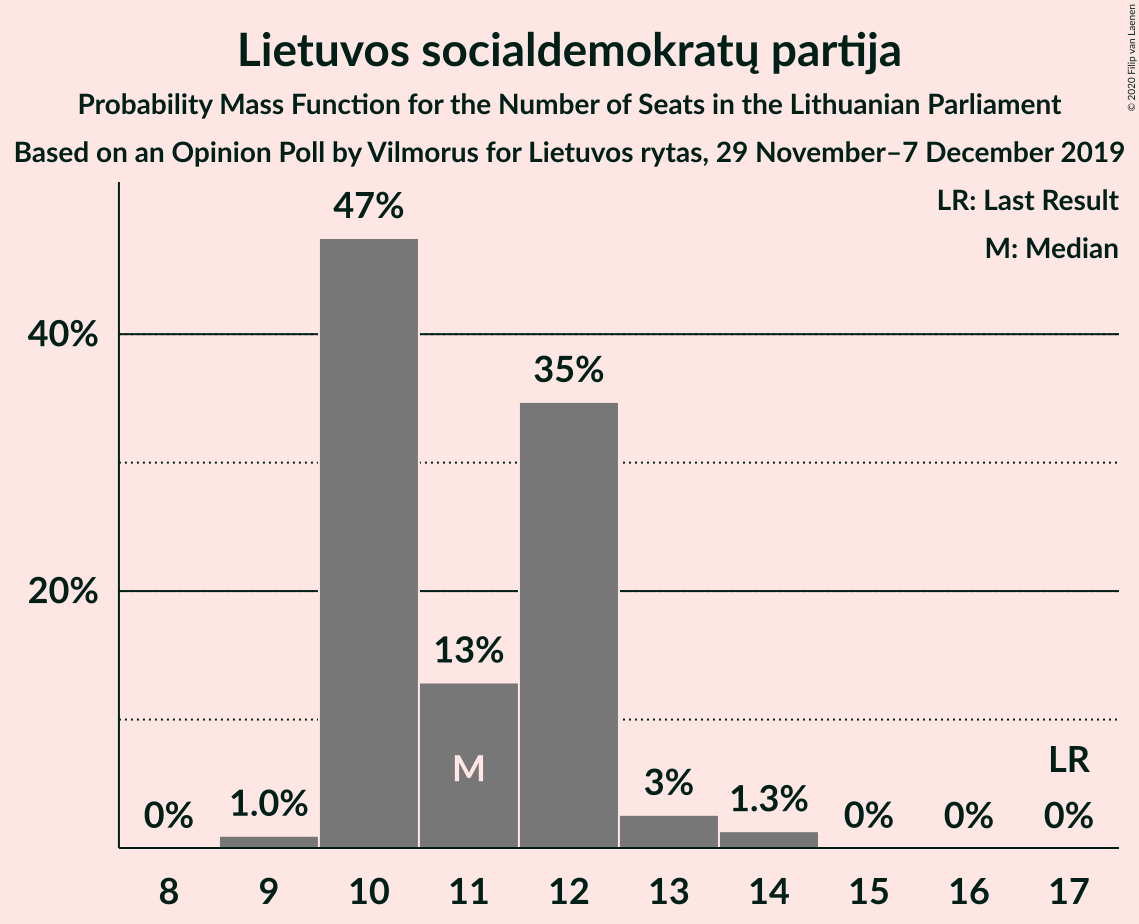 Lietuvos socialdemokratų partija
Probability Mass Function for the Number of Seats in the Lithuanian Parliament
Based on an Opinion Poll by Vilmorus for Lietuvos rytas, 29 November–7 December 2019
© 2020 Filip van Laenen
LR: Last Result
M: Median
47%
40%
35%
20%
13%
M
LR
0%
1.0%
3%
1.3%
0%
0%
0%
8
9
10
11
12
13
14
15
16
17